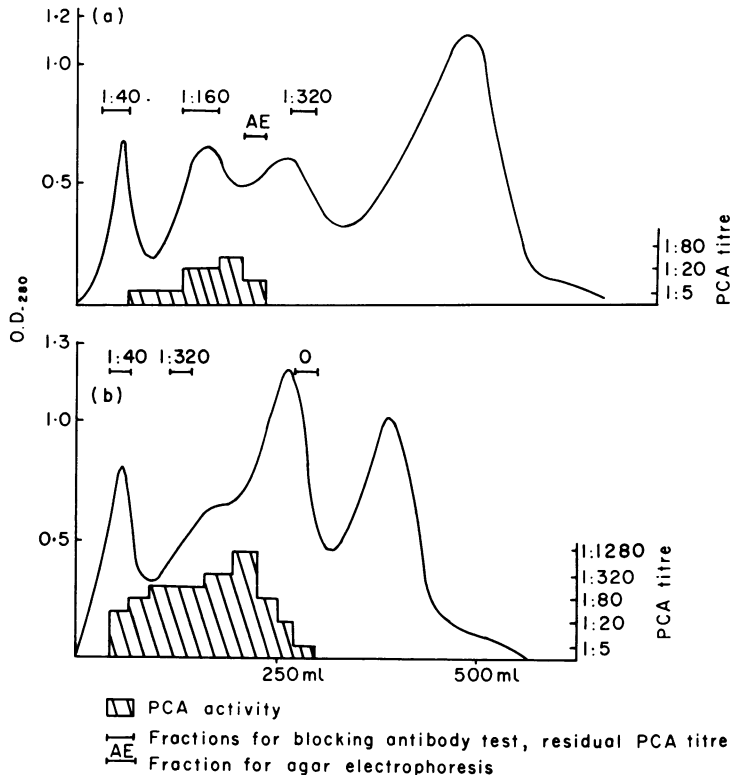 1·2
(a)
1·0
1:40 ·
1:160
1:320
AE
0·5
1:80
1:20
1:5
PCA titre
O.D.280
1·3
1:40
1:320
O
(b)
1·0
0·5
1:1280
1:320
1:80
1:20
1:5
PCA titre
250ml
500ml
PCA activity
Fractions for blocking antibody test, residual PCA titre
AE
Fraction for agar electrophoresis